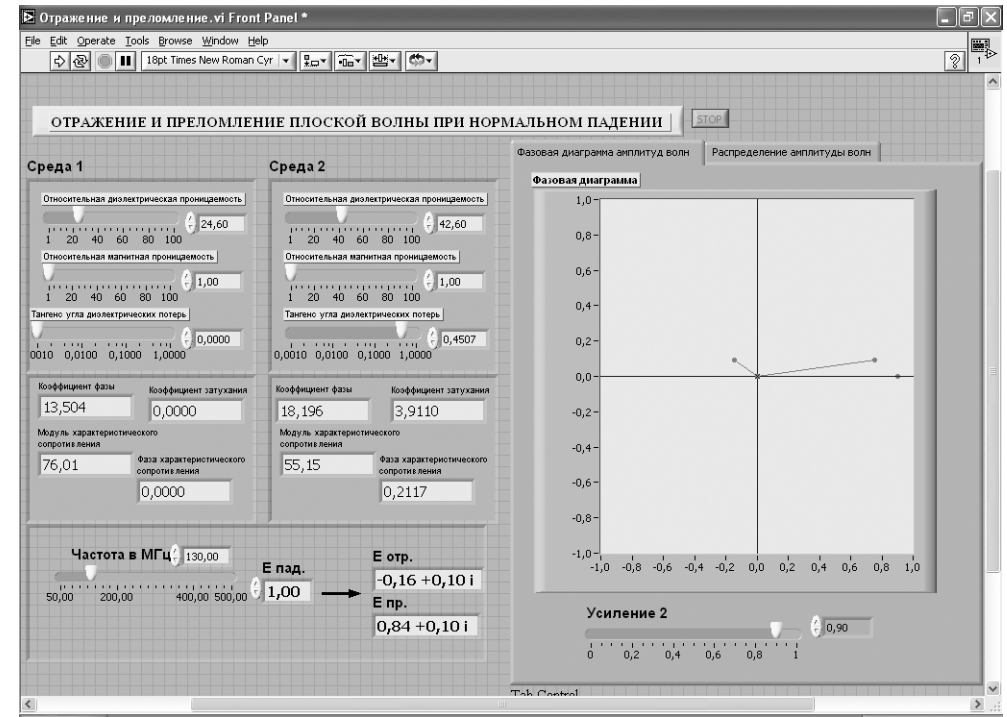 Отражение и преломление.vi Front Panel *
File Edit Operate Tools Browse Window Help
18pt Times New Roman Cyr
1
ОТРАЖЕНИЕ И ПРЕЛОМЛЕНИЕ ПЛОСКОЙ ВОЛНЫ ПРИ НОРМАЛЬНОМ ПАДЕНИИ
STOP
Среда 1
Относительная диэлектрическая проницаемость
24,60
1 20 40 60 80 100
Относительная магнитная проницаемость
1,00
1 20 40 60 80 100
Тангенс угла диэлектрических потерь
0,0000
0010 0,0100 0,1000 1,0000
Коэффициент фазы
13,504
Коэффициент затухания
0,0000
Модуль характеристического
сопротивления
76,01
Фаза характеристического
сопротивления
0,0000
Среда 2
Относительная диэлектрическая проницаемость
42,60
1 20 40 60 80 100
Относительная магнитная проницаемость
1,00
1 20 40 60 80 100
Тангенс угла диэлектрических потерь
0,4507
0,0010 0,0100 0,1000 1,0000
Коэффициент фазы
18,196
Коэффициент затухания
3,9110
Модуль характеристического
сопротивления
55,15
Фаза характеристического
сопротивления
0,2117
Частота в МГц
130,00
50,00 200,00 400,00 500,00
E пад.
1,00
E отр.
-0,16 +0,10 i
E пр.
0,84 +0,10 i
Фазовая диаграмма амплитуд волн
Распределение амплитуды волн
Фазовая диаграмма
1,0
0,8
0,6
0,4
0,2
0,0
-0,2
-0,4
-0,6
-0,8
-1,0
-1,0 -0,8 -0,6 -0,4 -0,2 0,0 0,2 0,4 0,6 0,8 1,0
Усиление 2
0,90
0 0,2 0,4 0,6 0,8 1
Tab Control